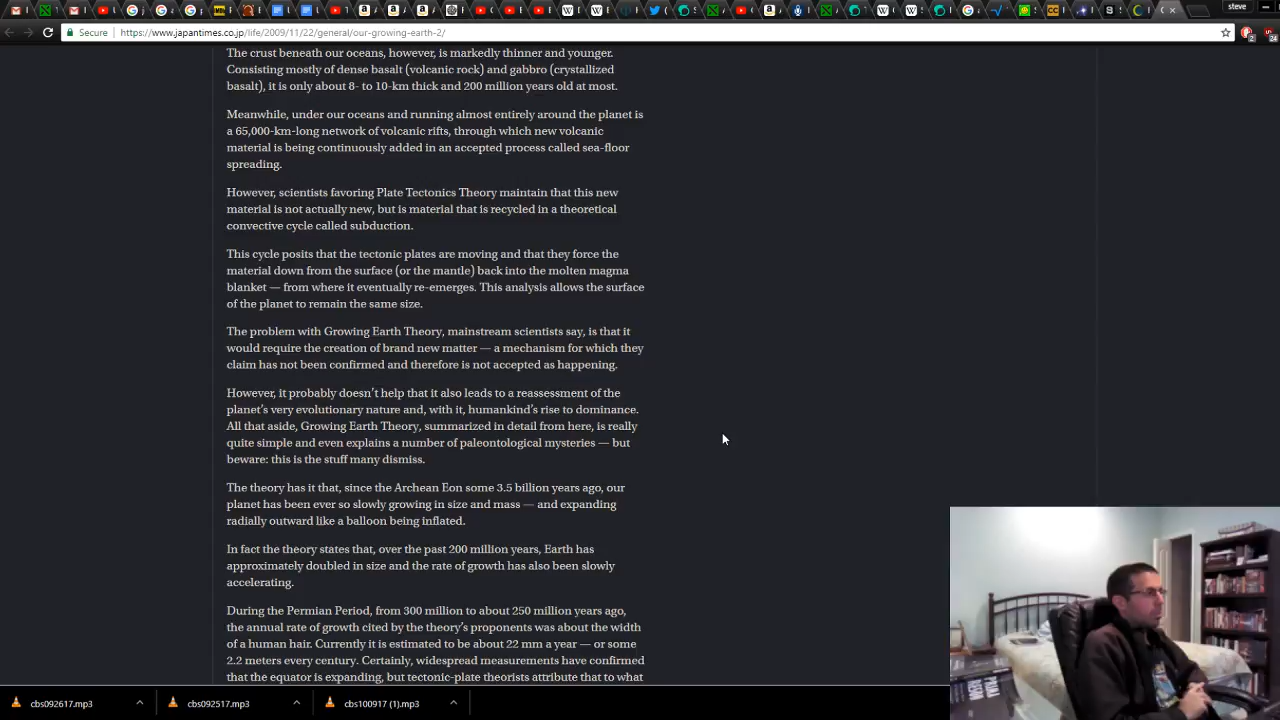 steve
Secure
https://www.japantimes.co.jp/life/2009/11/22/general/our-growing-earth-2/
The crust beneath our oceans, however, is markedly thinner and younger.
Consisting mostly of dense basalt (volcanic rock) and gabbro (crystallized
basalt), it is only about 8- to 10-km thick and 200 million years old at most.
Meanwhile, under our oceans and running almost entirely around the planet is
a 65,000-km-long network of volcanic rifts, through which new volcanic
material is being continuously added in an accepted process called sea-floor
spreading.
However, scientists favoring Plate Tectonics Theory maintain that this new
material is not actually new, but is material that is recycled in a theoretical
convective cycle called subduction.
This cycle posits that the tectonic plates are moving and that they force the
material down from the surface (or the mantle) back into the molten magma
blanket — from where it eventually re-emerges. This analysis allows the surface
of the planet to remain the same size.
The problem with Growing Earth Theory, mainstream scientists say, is that it
would require the creation of brand new matter — a mechanism for which they
claim has not been confirmed and therefore is not accepted as happening.
However, it probably doesn't help that it also leads to a reassessment of the
planet's very evolutionary nature and, with it, humankind's rise to dominance.
All that aside, Growing Earth Theory, summarized in detail from here, is really
quite simple and even explains a number of paleontological mysteries — but
beware: this is the stuff many dismiss.
The theory has it that, since the Archean Eon some 3.5 billion years ago, our
planet has been ever so slowly growing in size and mass — and expanding
radially outward like a balloon being inflated.
In fact the theory states that, over the past 200 million years, Earth has
approximately doubled in size and the rate of growth has also been slowly
accelerating.
During the Permian Period, from 300 million to about 250 million years ago,
the annual rate of growth cited by the theory's proponents was about the width
of a human hair. Currently it is estimated to be about 22 mm a year — or some
2.2 meters every century. Certainly, widespread measurements have confirmed
that the equator is expanding, but tectonic-plate theorists attribute that to what
cbs092617.mp3
cbs092517.mp3
cbs100917 (1).mp3